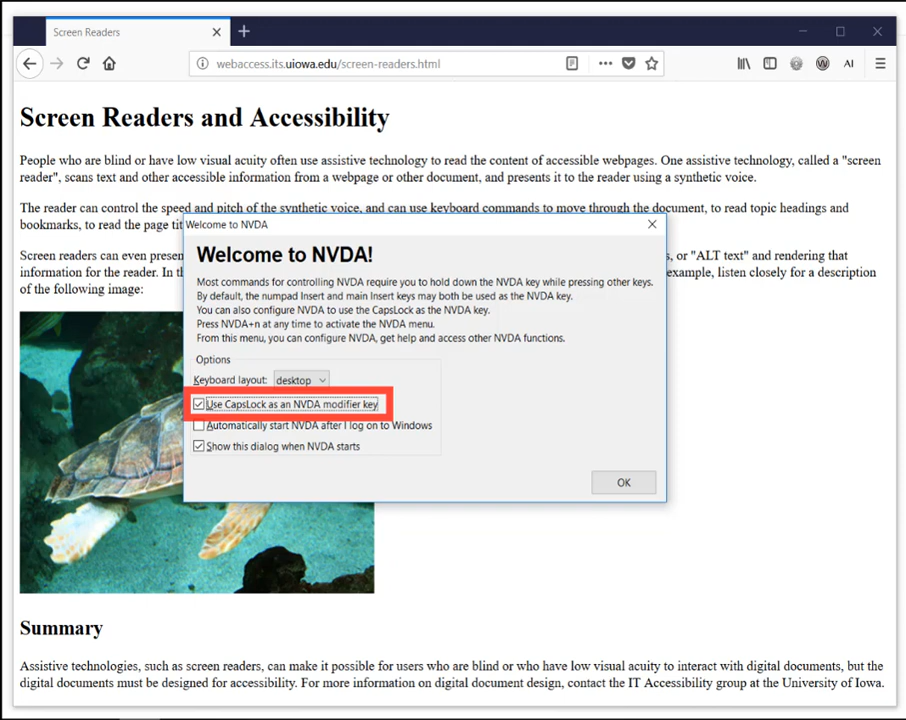 Screen Readers
webaccess.its.uiowa.edu/screen-readers.html
AI
Screen Readers and Accessibility
People who are blind or have low visual acuity often use assistive technology to read the content of accessible webpages. One assistive technology, called a "screen
reader", scans text and other accessible information from a webpage or other document, and presents it to the reader using a synthetic voice.
The reader can control the speed and pitch of the synthetic voice, and can use keyboard commands to move through the document, to read topic headings and
bookmarks, to read the page tit
Screen readers can even presen
s, or "ALT text" and rendering that
information for the reader. In th
example, listen closely for a description
of the following image:
Welcome to NVDA
Welcome to NVDA!
Most commands for controlling NVDA require you to hold down the NVDA key while pressing other keys.
By default, the numpad Insert and main Insert keys may both be used as the NVDA key.
You can also configure NVDA to use the CapsLock as the NVDA key.
Press NVDA+n at any time to activate the NVDA menu.
From this menu, you can configure NVDA, get help and access other NVDA functions.
Options
Keyboard layout: desktop
Use CapsLock as an NVDA modifier key
Automatically start NVDA after I log on to Windows
Show this dialog when NVDA starts
OK
Summary
Assistive technologies, such as screen readers, can make it possible for users who are blind or who have low visual acuity to interact with digital documents, but the
digital documents must be designed for accessibility. For more information on digital document design, contact the IT Accessibility group at the University of Iowa.